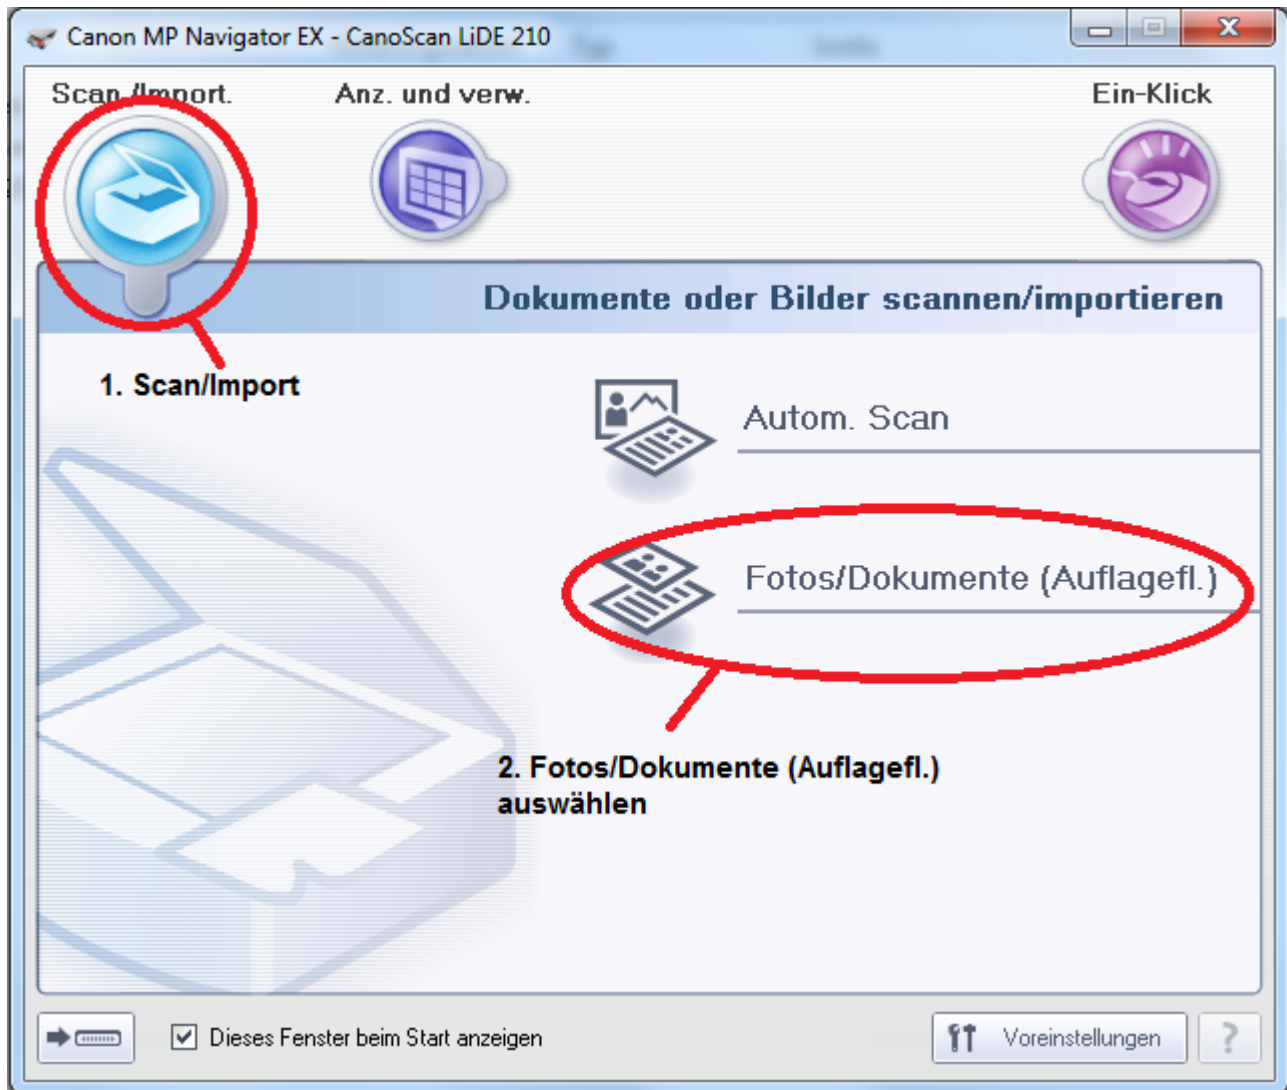 Canon MP Navigator EX - CanoScan LiDE 210
Scan./Import.
Anz. und verw.
Ein-Klick
Dokumente oder Bilder scannen/importieren
1. Scan/Import
Autom. Scan
Fotos/Dokumente (Auflagefl.)
2. Fotos/Dokumente (Auflagefl.)
auswählen
Dieses Fenster beim Start anzeigen
Voreinstellungen
?